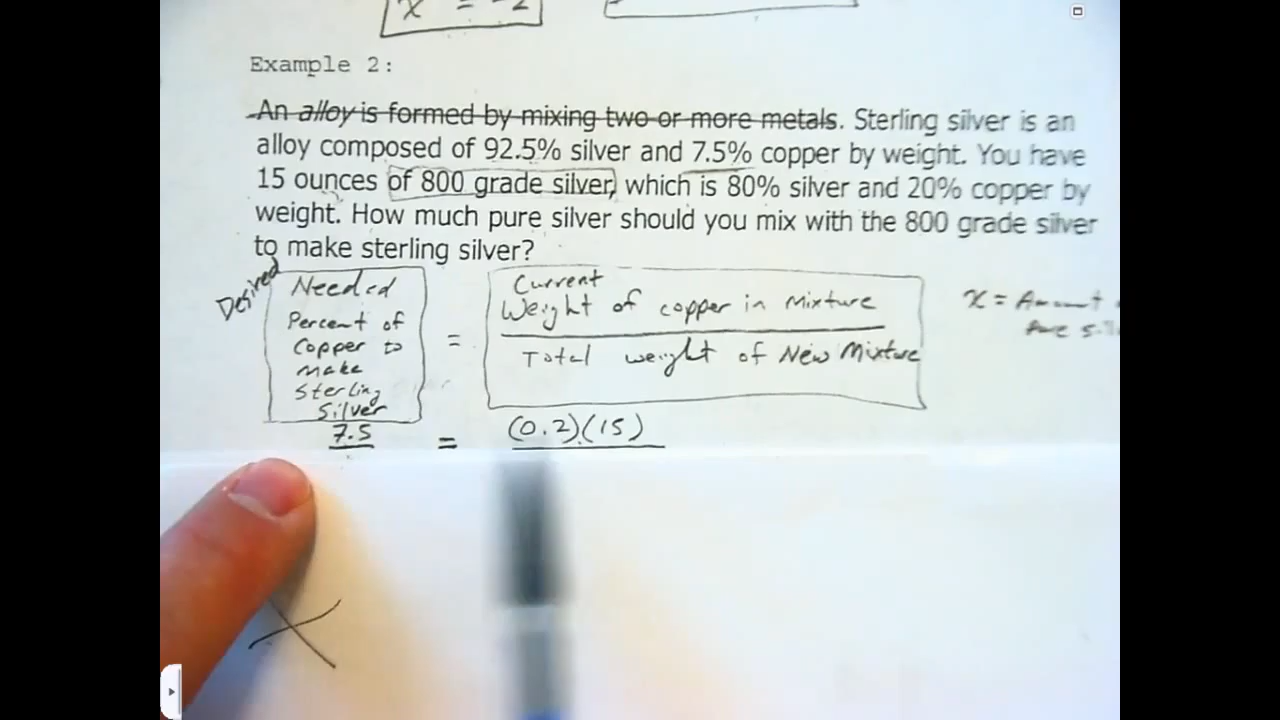 x = -2
Example 2:
An alloy is formed by mixing two or more metals. Sterling silver is an
alloy composed of 92.5% silver and 7.5% copper by weight. You have
15 ounces of 800 grade silver, which is 80% silver and 20% copper by
weight. How much pure silver should you mix with the 800 grade silver
to make sterling silver?
Desired
Needed
Percent of
Copper to
make
Sterling
Silver
=
Current
Weight of copper in mixture
Total weight of New Mixture
x = Amount
7.5 = (0.2)(15)